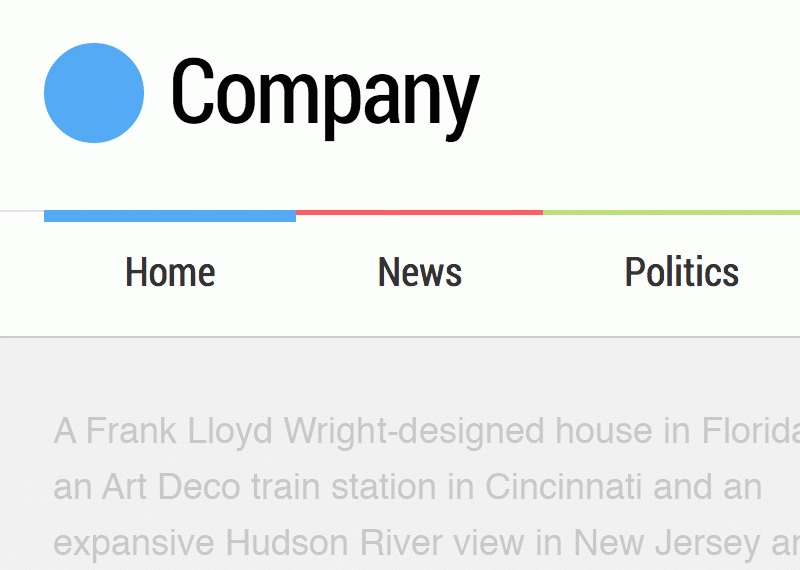 Company
Home News Politics
A Frank Lloyd Wright-designed house in Florida
an Art Deco train station in Cincinnati and an
expansive Hudson River view in New Jersey